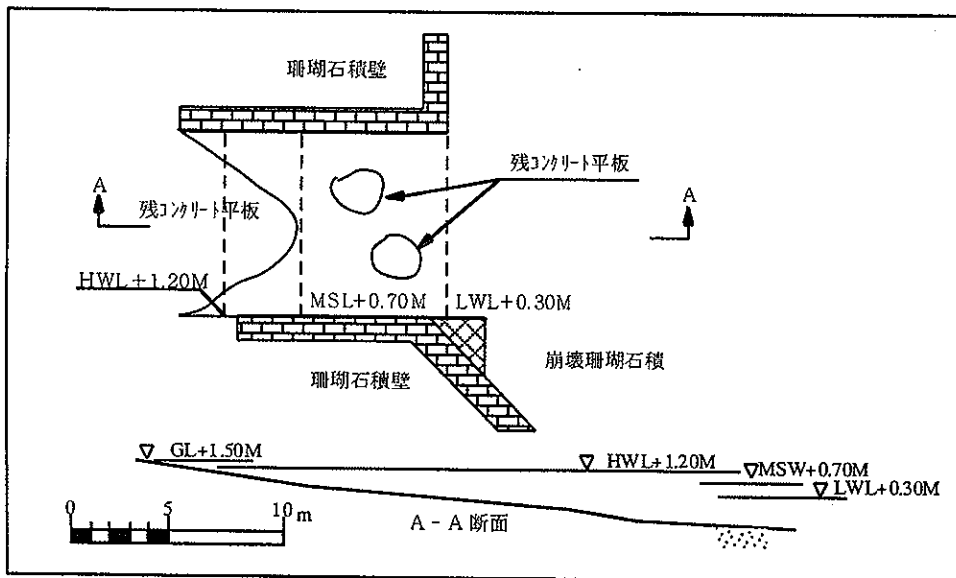 珊瑚石積壁
残コンクリート平板
A
残コンクリート平板
A
HWL+1.20M
MSL+0.70M
LWL+0.30M
珊瑚石積壁
崩壊珊瑚石積
GL+1.50M
HWL+1.20M
MSW+0.70M
LWL+0.30M
0 5 10 m
A - A 断面